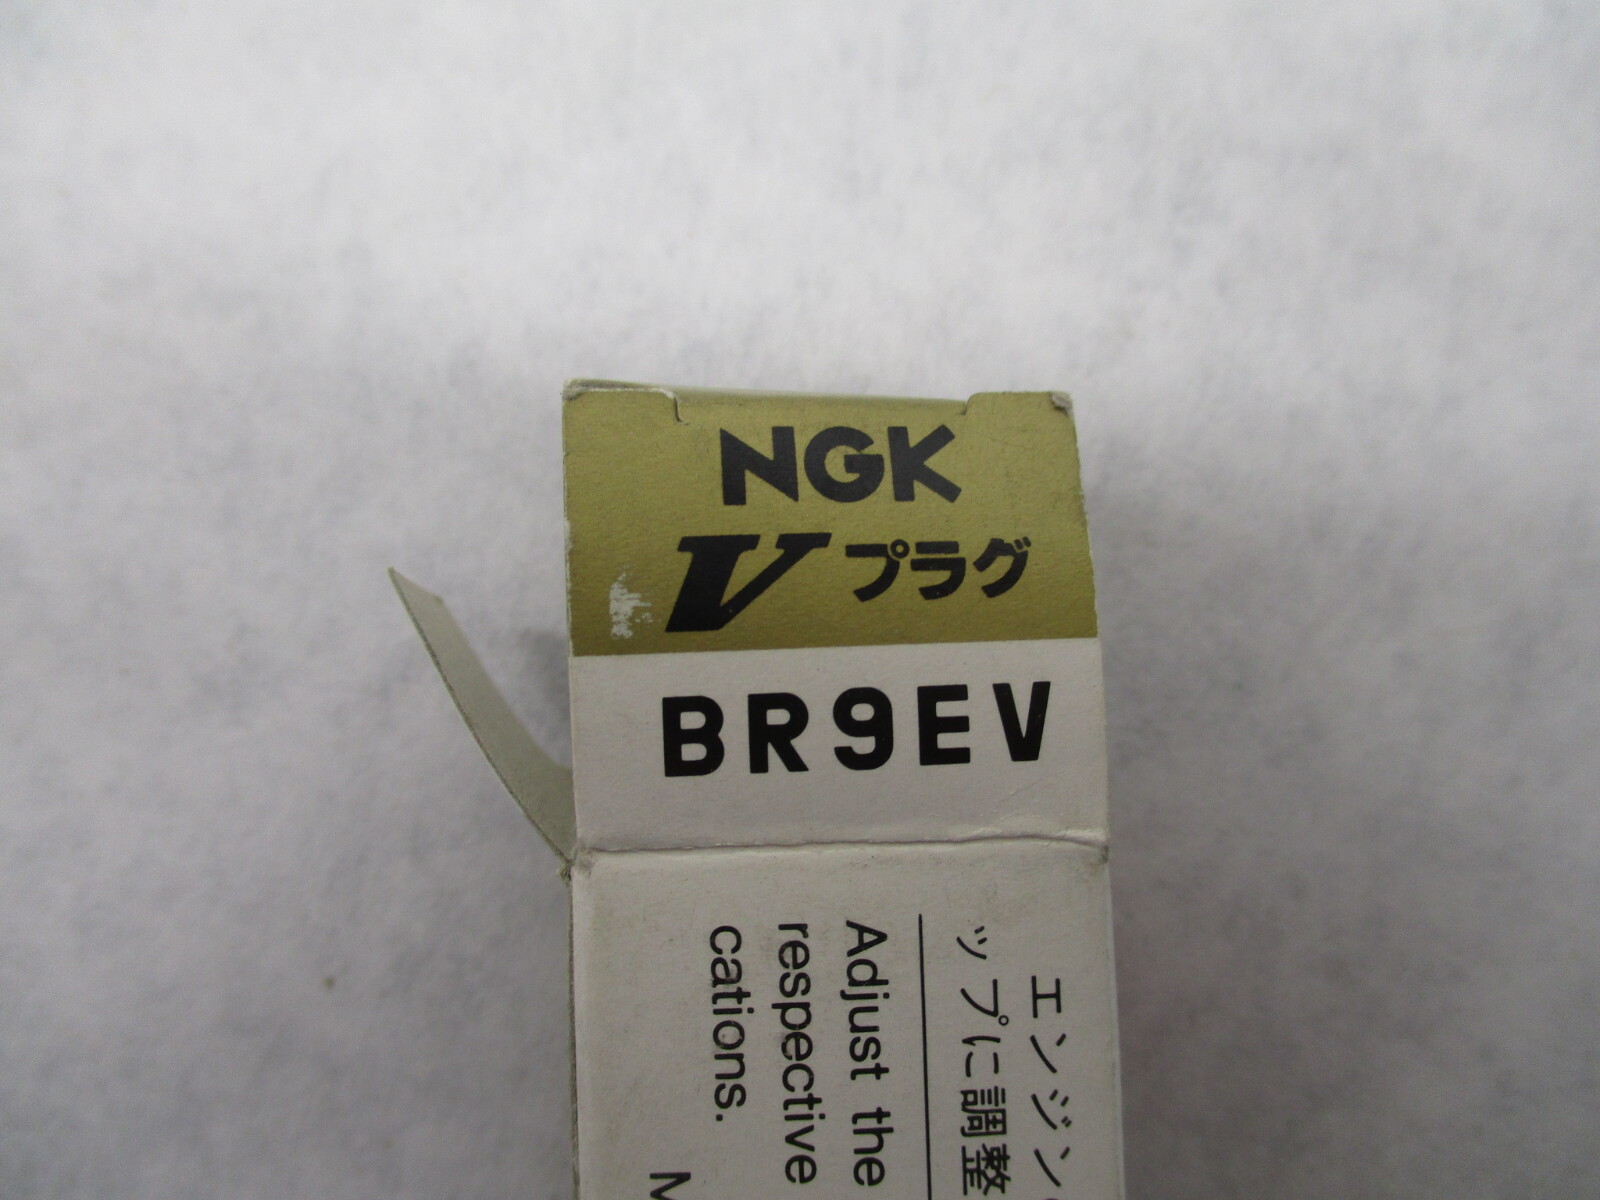 NGK
V プラグ
BR9EV
エンジン
ップに調整
Adjust the
respective
cations.
M